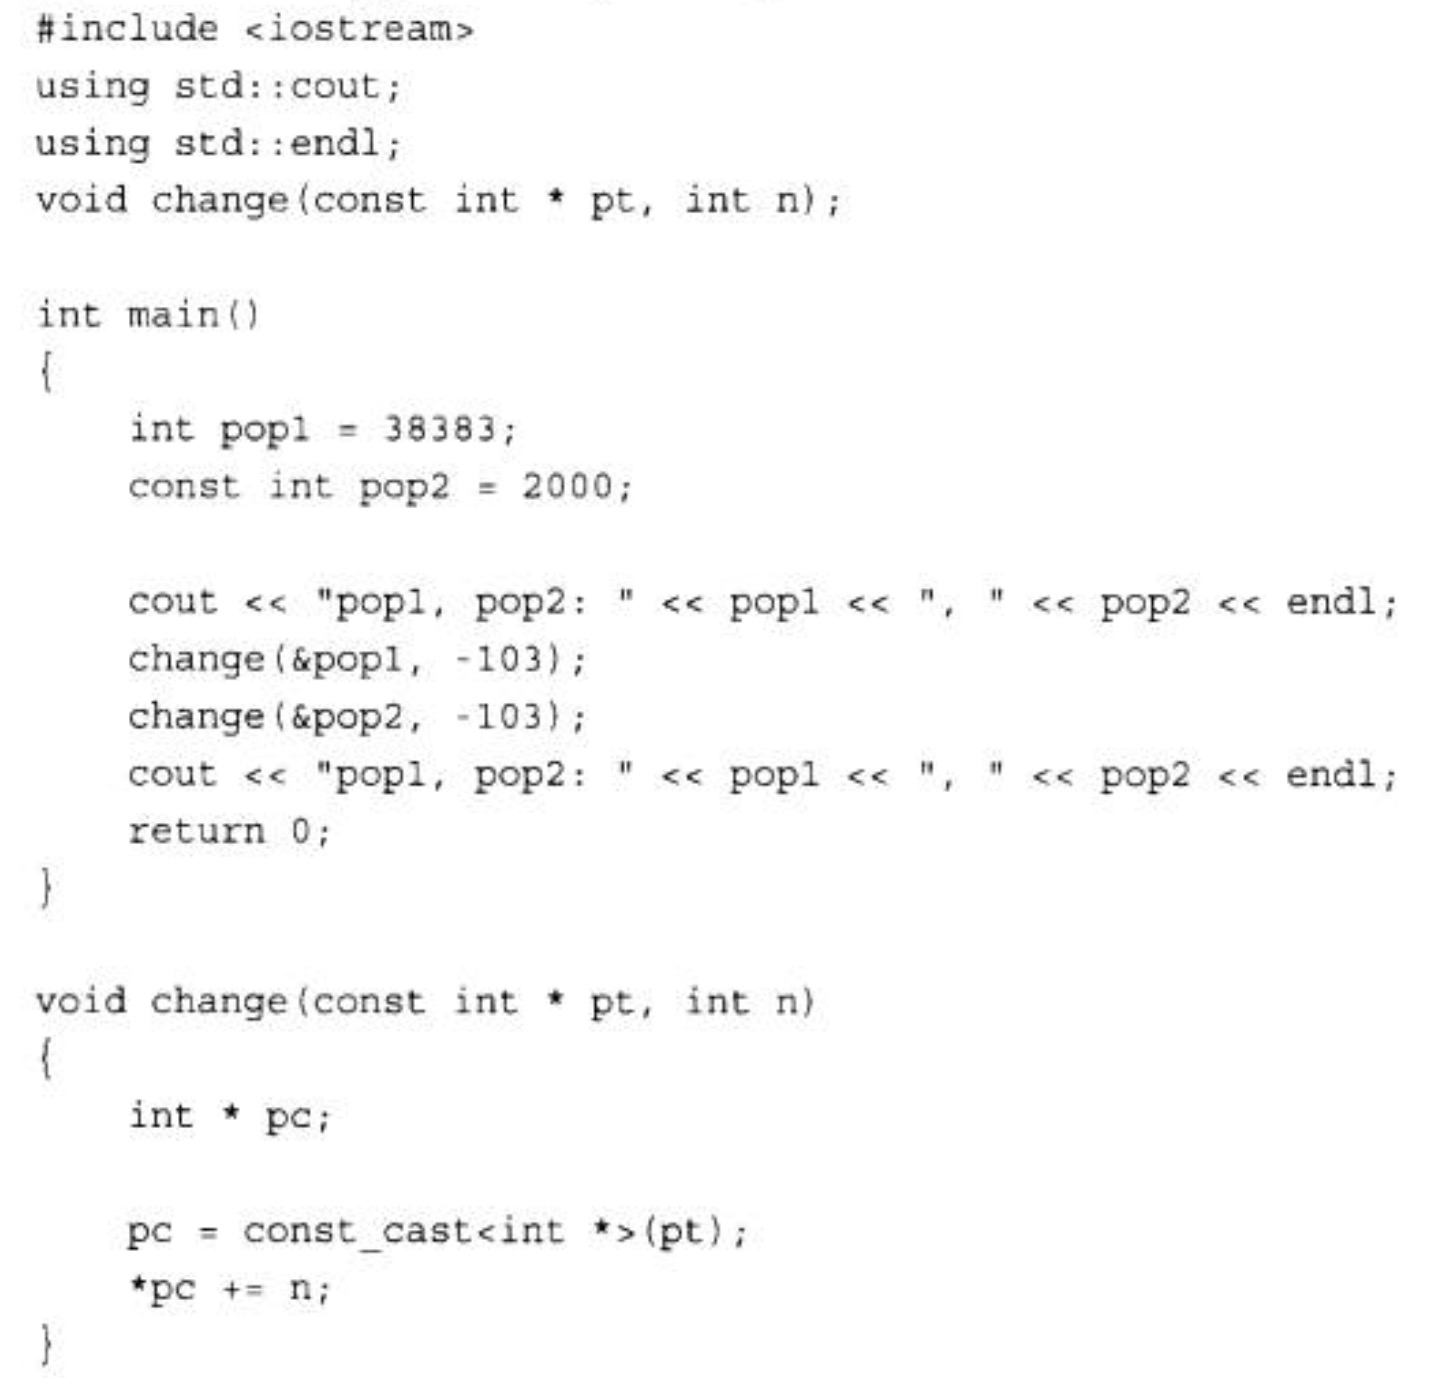 #include <iostream>
using std::cout;
using std::endl;
void change(const int * pt, int n);
int main()
{
    int pop1 = 38383;
    const int pop2 = 2000;
    cout << "pop1, pop2: " << pop1 << ", " << pop2 << endl;
    change(&pop1, -103);
    change(&pop2, -103);
    cout << "pop1, pop2: " << pop1 << ", " << pop2 << endl;
    return 0;
}
void change(const int * pt, int n)
{
    int * pc;
    pc = const_cast<int *>(pt);
    *pc += n;
}